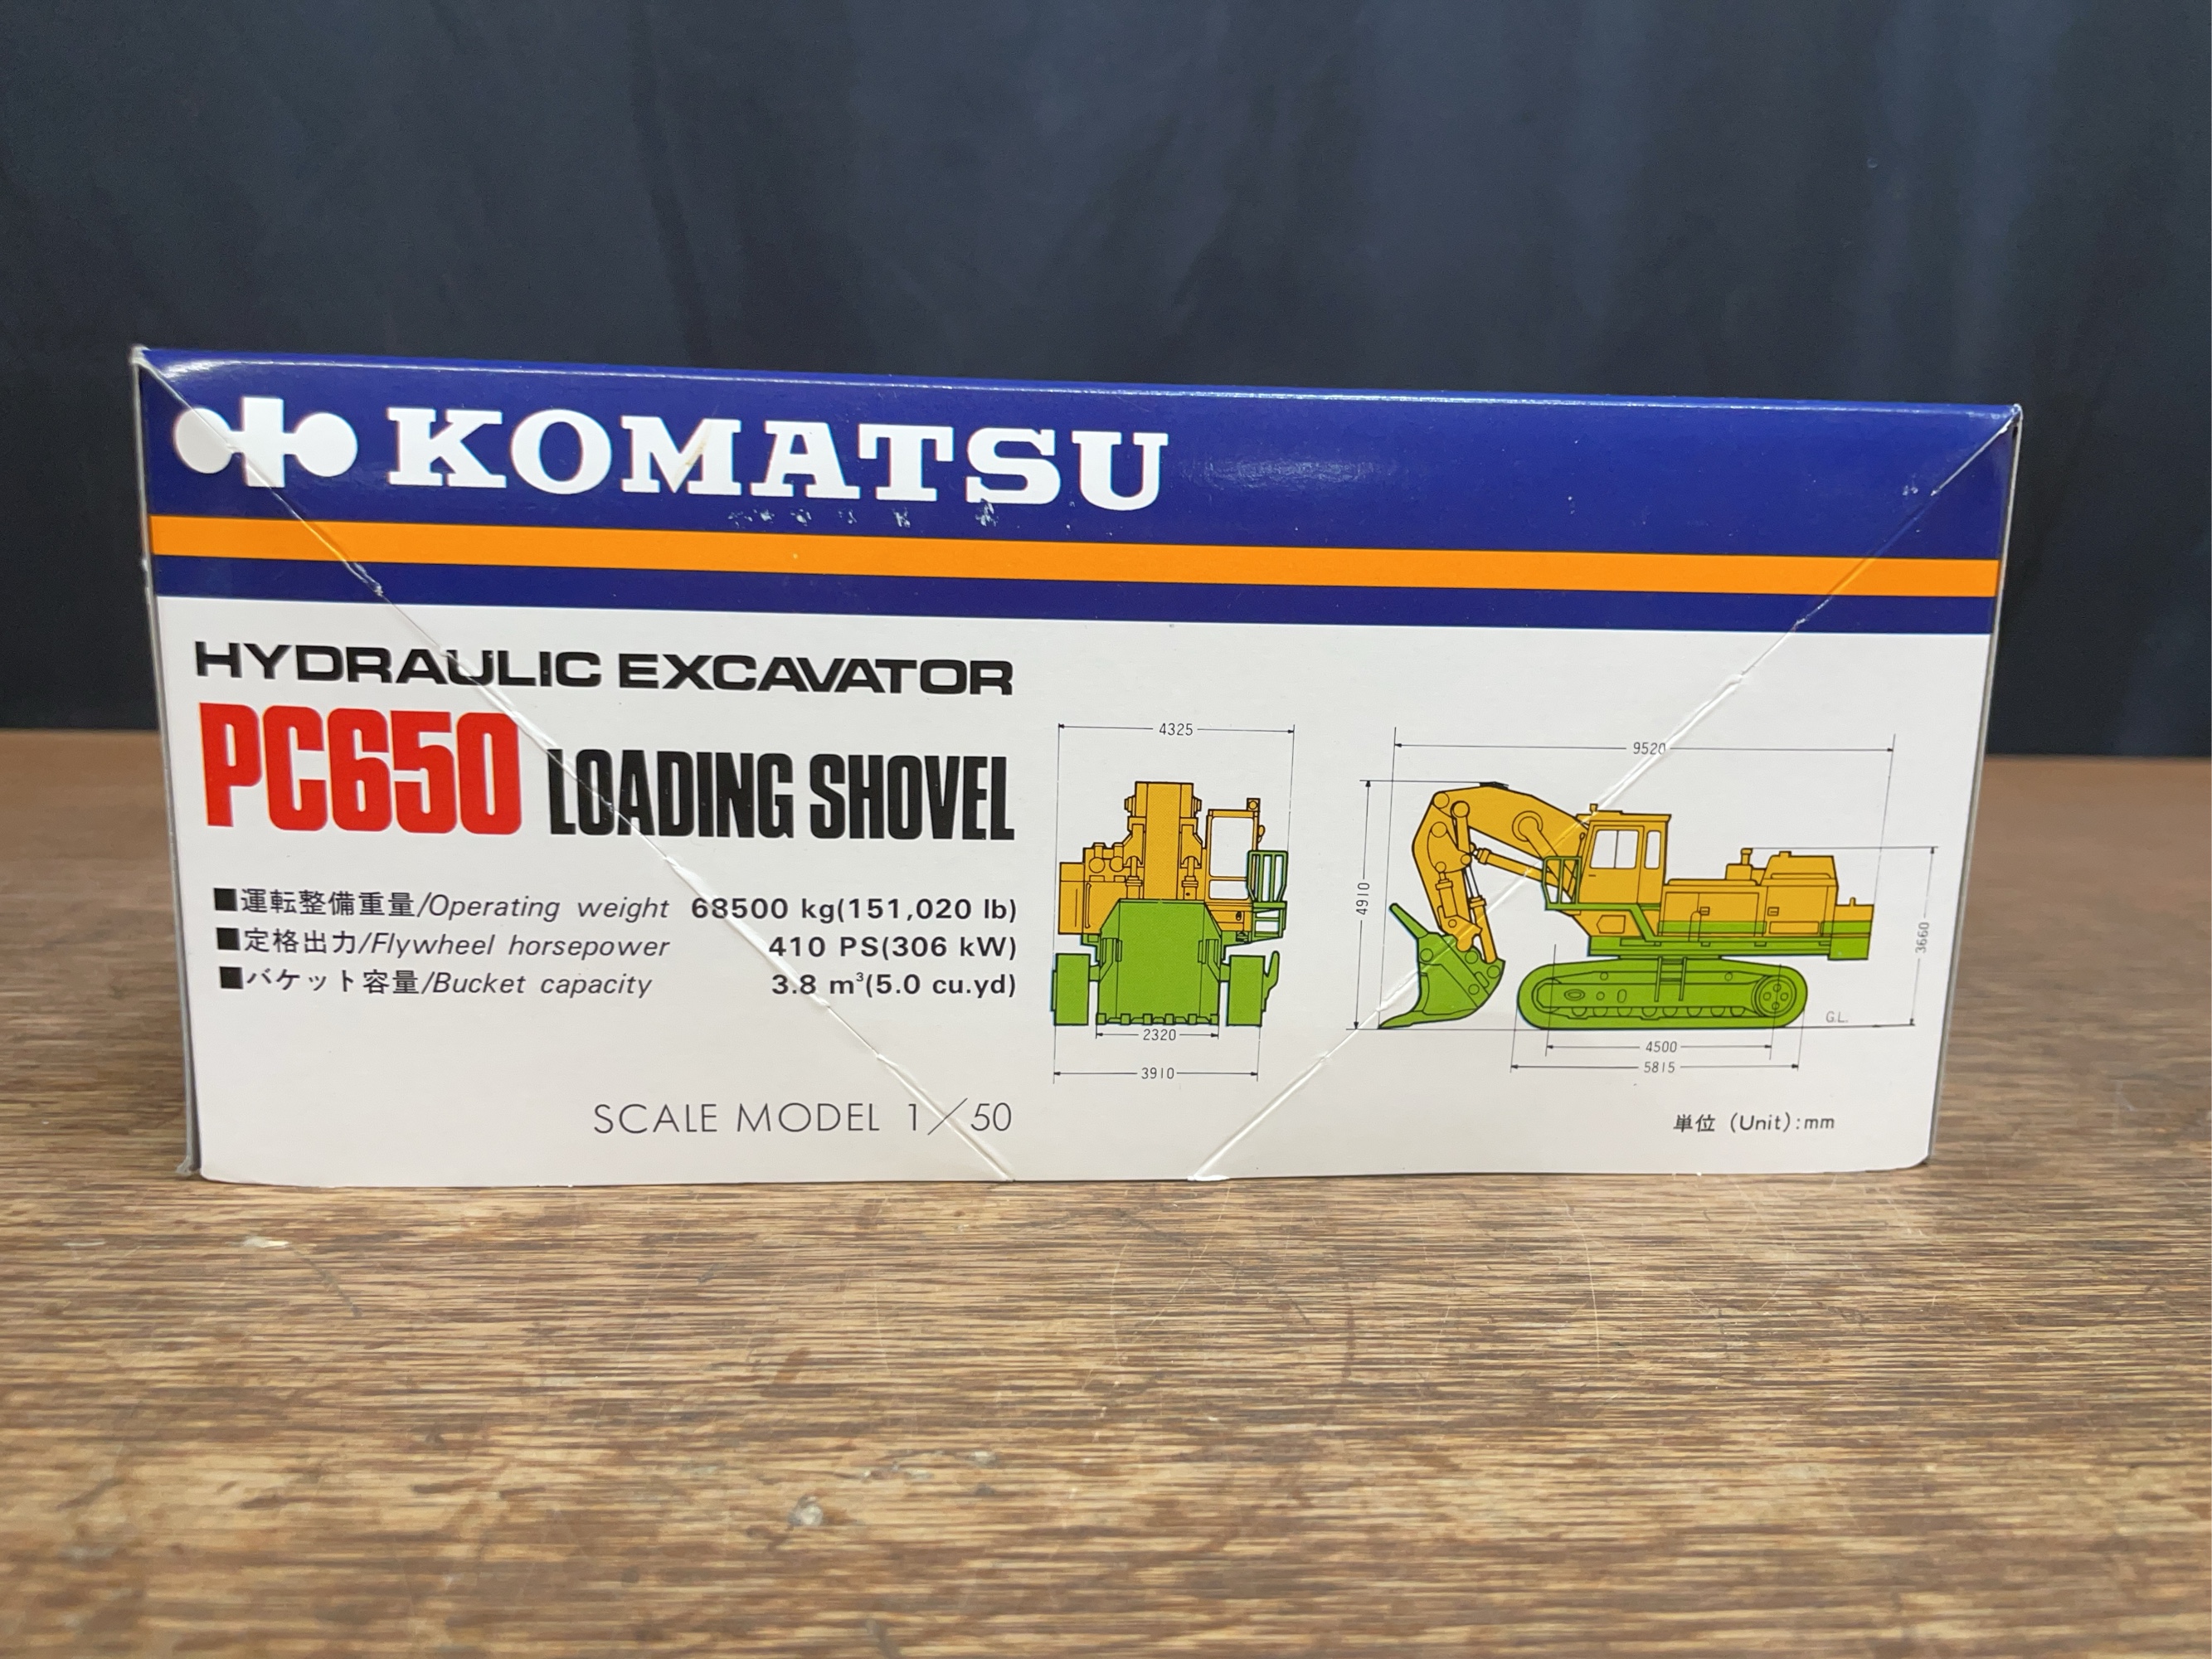 KOMATSU
HYDRAULIC EXCAVATOR
PC650 LOADING SHOVEL
■運転整備重量/Operating weight 68500 kg(151,020 lb)
■定格出力/Flywheel horsepower 410 PS(306 kW)
■バケット容量/Bucket capacity 3.8 m³(5.0 cu.yd)
SCALE MODEL 1/50
4325
2320
3910
9520
4910
3660
G.L.
4500
5815
単位 (Unit):mm